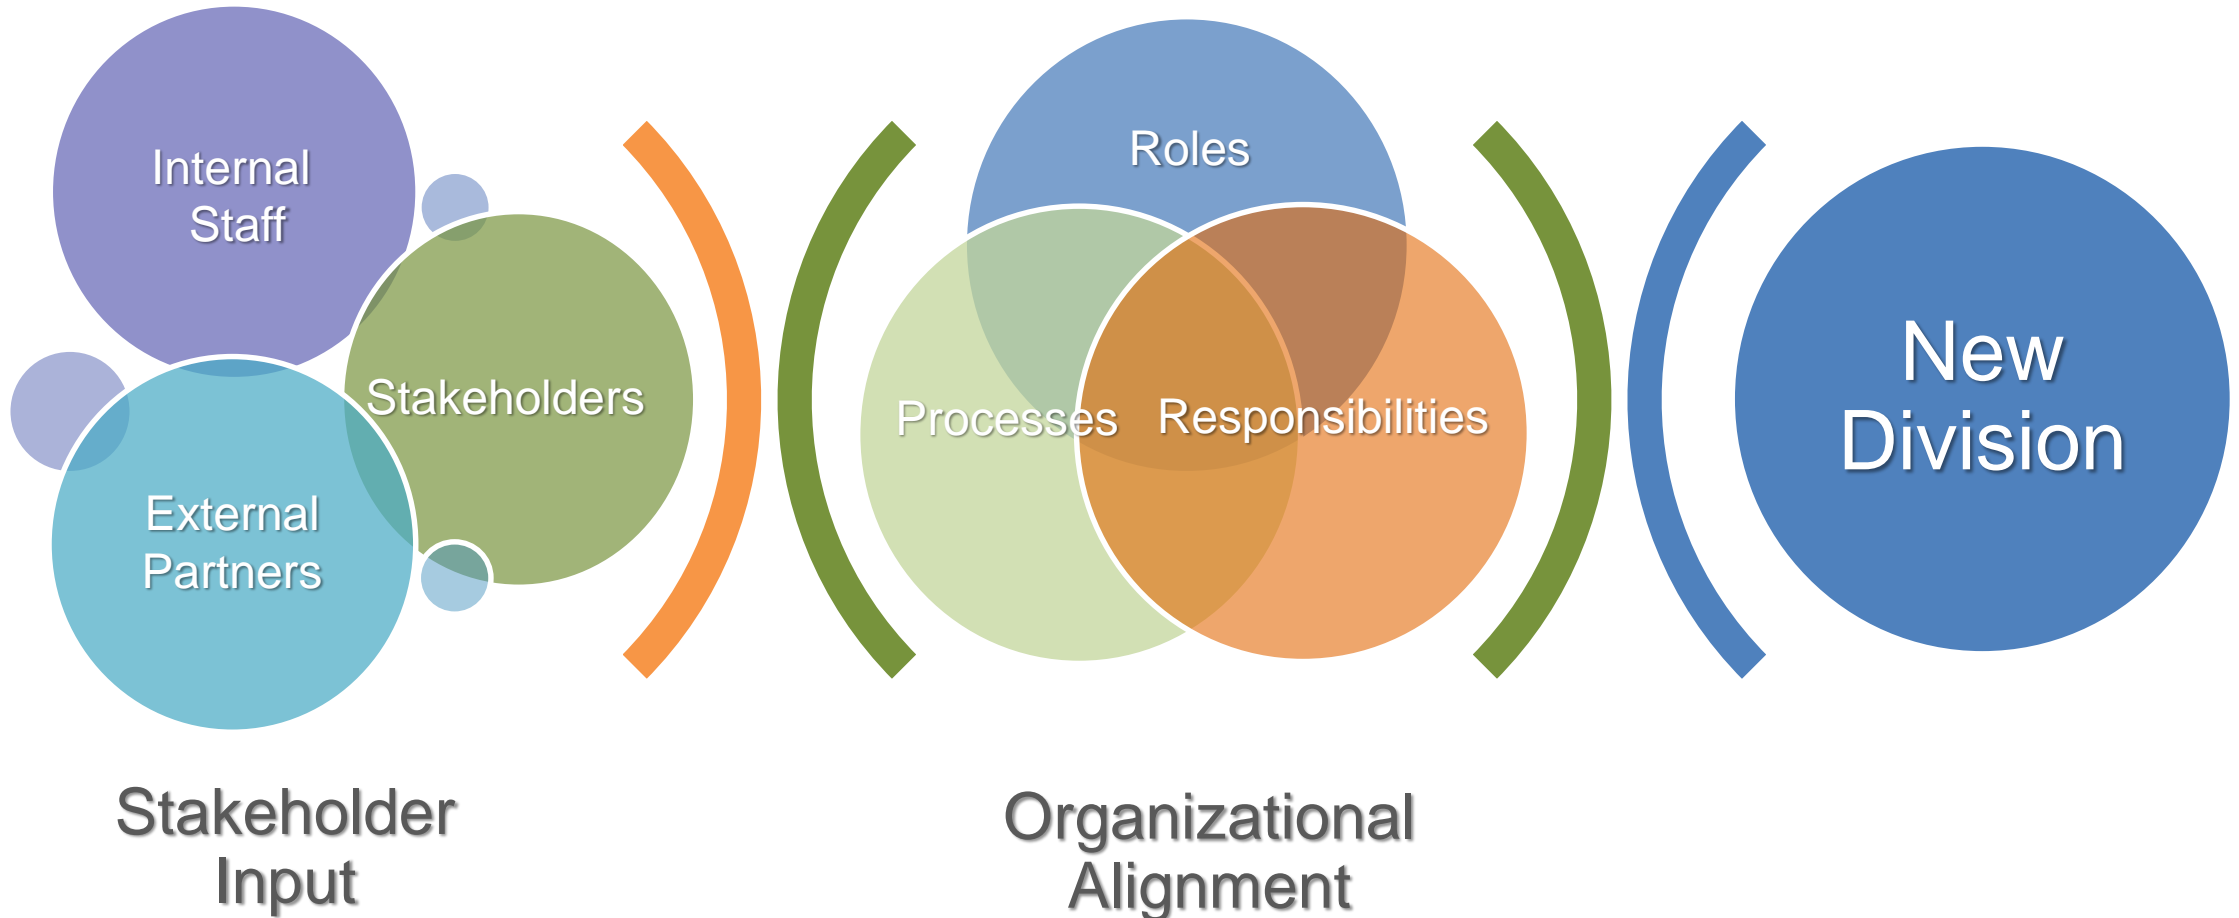 Internal
Staff
Stakeholders
External
Partners
Stakeholder
Input
Roles
Processes
Responsibilities
Organizational
Alignment
New
Division